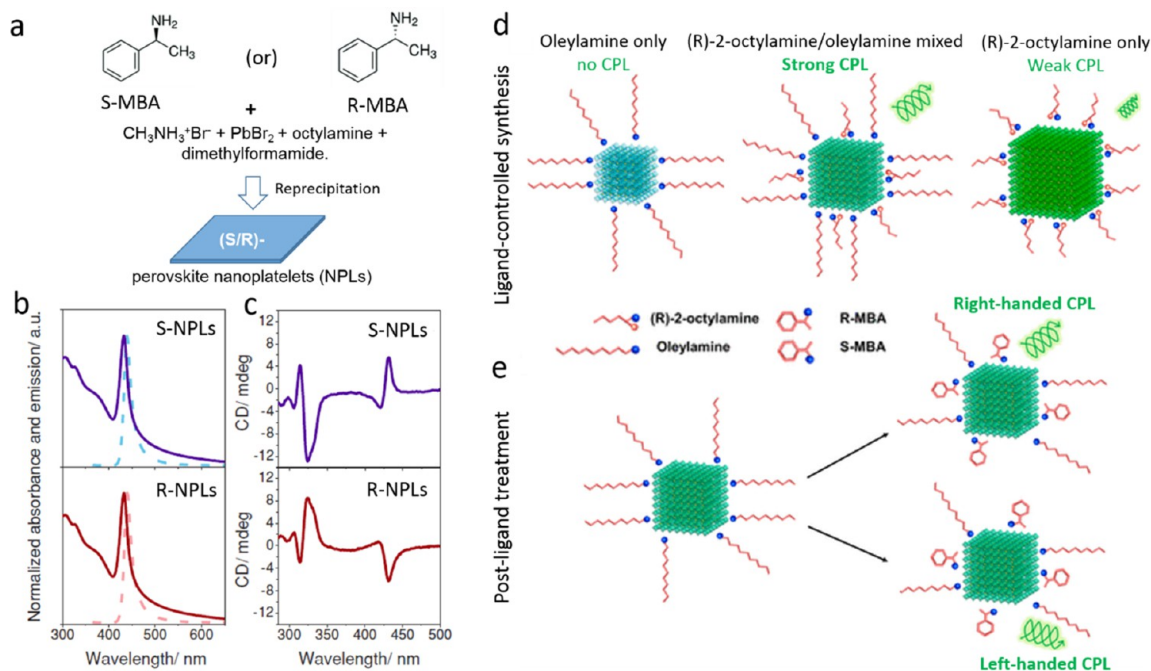 a
NH₂
CH₃
S-MBA
(or)
NH₂
CH₃
R-MBA
+
CH₃NH₃⁺Br⁻ + PbBr₂ + octylamine +
dimethylformamide.
Reprecipitation
(S/R)-
perovskite nanoplatelets (NPLs)
b
Normalized absorbance and emission/ a.u.
S-NPLs
R-NPLs
300 400 500 600
Wavelength/ nm
c
CD/ mdeg
12
8
4
0
-4
-8
-12
S-NPLs
CD/ mdeg
12
8
4
0
-4
-8
-12
R-NPLs
300 350 400 450 500
Wavelength/ nm
d
Ligand-controlled synthesis
Oleylamine only
no CPL
(R)-2-octylamine/oleylamine mixed
Strong CPL
(R)-2-octylamine only
Weak CPL
(R)-2-octylamine
R-MBA
Oleylamine
S-MBA
e
Post-ligand treatment
Right-handed CPL
Left-handed CPL